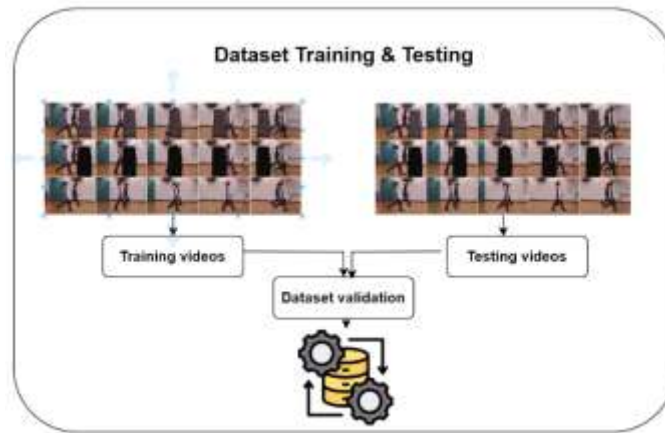 Dataset Training & Testing
Training videos
Testing videos
Dataset validation